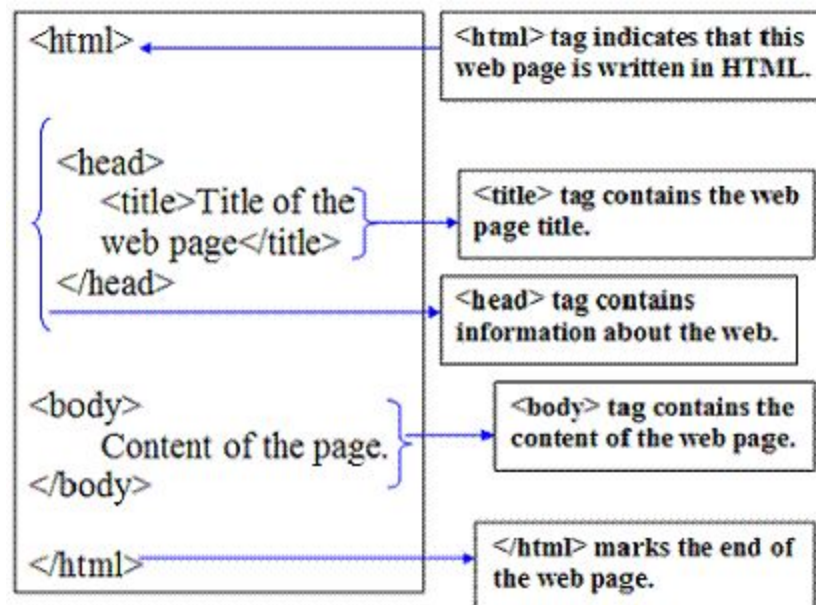 <html>
<head>
<title>Title of the
web page</title>
</head>
<body>
Content of the page.
</body>
</html>
<html> tag indicates that this
web page is written in HTML.
<title> tag contains the web
page title.
<head> tag contains
information about the web.
<body> tag contains the
content of the web page.
</html> marks the end of
the web page.